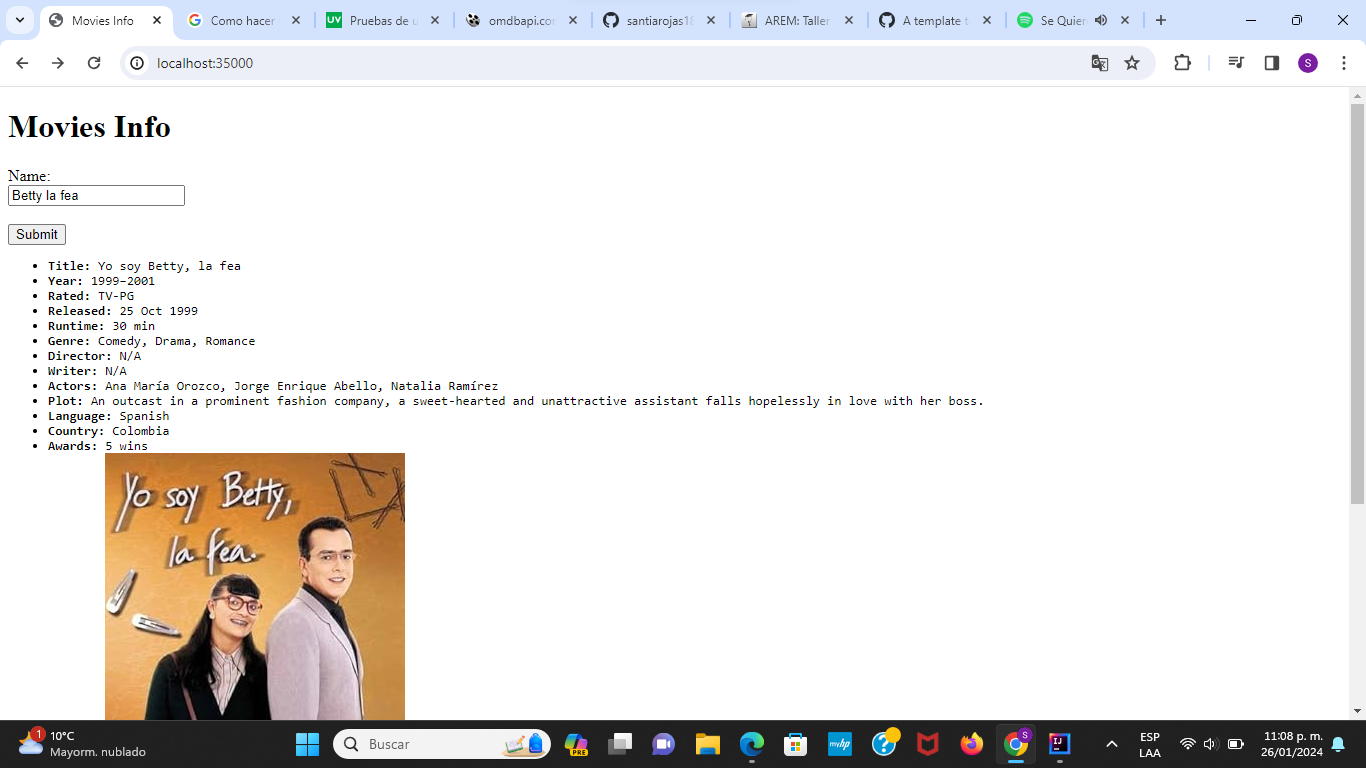 Movies Info
Como hacer
Pruebas de u
omdbapi.co
santiarojas18
AREM: Taller
A template t
Se Quier
localhost:35000
Movies Info
Name:
Betty la fea
Submit
• Title: Yo soy Betty, la fea
• Year: 1999–2001
• Rated: TV-PG
• Released: 25 Oct 1999
• Runtime: 30 min
• Genre: Comedy, Drama, Romance
• Director: N/A
• Writer: N/A
• Actors: Ana María Orozco, Jorge Enrique Abello, Natalia Ramírez
• Plot: An outcast in a prominent fashion company, a sweet-hearted and unattractive assistant falls hopelessly in love with her boss.
• Language: Spanish
• Country: Colombia
• Awards: 5 wins
Yo soy Betty,
la fea.
1
10°C
Mayorm. nublado
Buscar
PRE
myhp
S
IJ
ESP
LAA
11:08 p. m.
26/01/2024